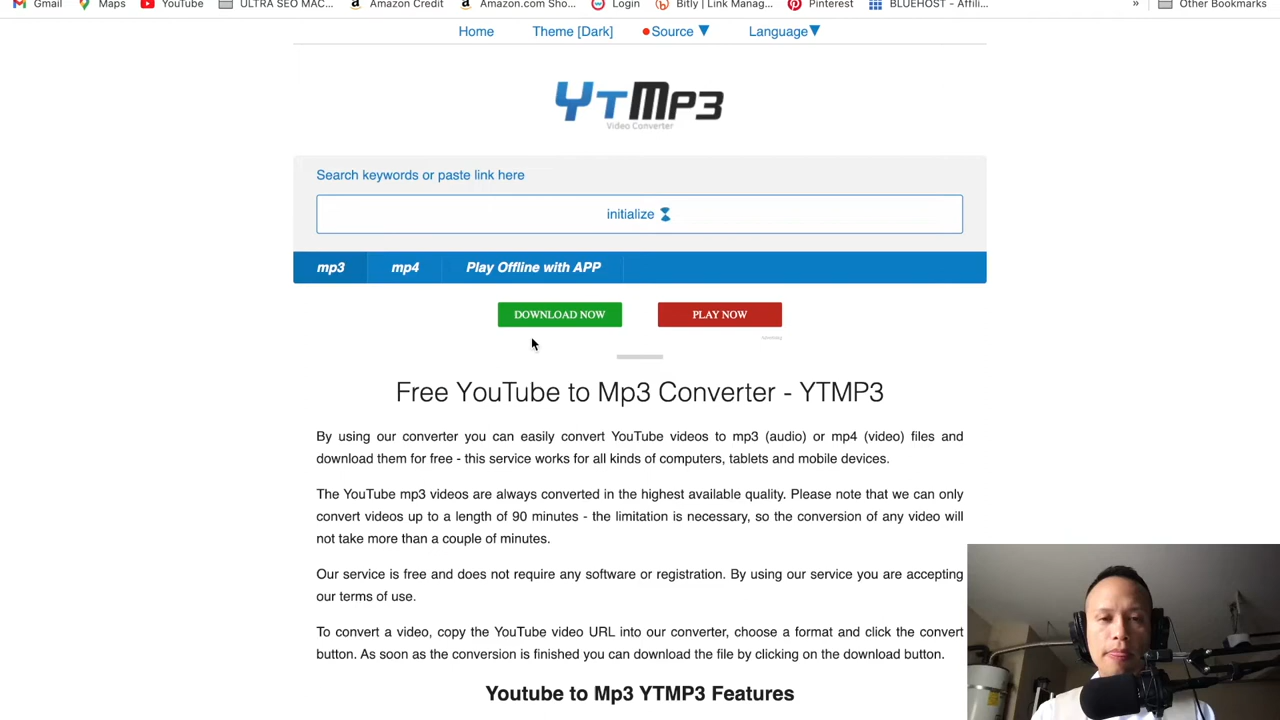 Gmail Maps YouTube ULTRA SEO MAC... Amazon Credit Amazon.com Sho... Login Bitly | Link Manag... Pinterest BLUEHOST - Affili... » Other Bookmarks
Home Theme [Dark] Source ▼ Language▼
YTMP3
Video Converter
Search keywords or paste link here
initialize
mp3 mp4 Play Offline with APP
DOWNLOAD NOW PLAY NOW
Free YouTube to Mp3 Converter - YTMP3
By using our converter you can easily convert YouTube videos to mp3 (audio) or mp4 (video) files and
download them for free - this service works for all kinds of computers, tablets and mobile devices.
The YouTube mp3 videos are always converted in the highest available quality. Please note that we can only
convert videos up to a length of 90 minutes - the limitation is necessary, so the conversion of any video will
not take more than a couple of minutes.
Our service is free and does not require any software or registration. By using our service you are accepting
our terms of use.
To convert a video, copy the YouTube video URL into our converter, choose a format and click the convert
button. As soon as the conversion is finished you can download the file by clicking on the download button.
Youtube to Mp3 YTMP3 Features